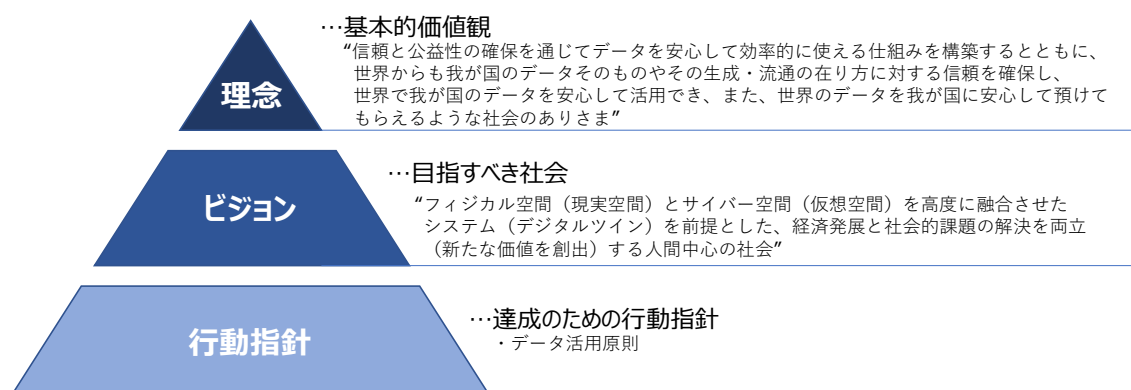 …基本的価値観
“信頼と公益性の確保を通じてデータを安心して効率的に使える仕組みを構築するとともに、
世界からも我が国のデータそのものやその生成・流通の在り方に対する信頼を確保し、
世界で我が国のデータを安心して活用でき、また、世界のデータを我が国に安心して預けて
もらえるような社会のありさま”
理念
…目指すべき社会
“フィジカル空間（現実空間）とサイバー空間（仮想空間）を高度に融合させた
システム（デジタルツイン）を前提とした、経済発展と社会的課題の解決を両立
（新たな価値を創出）する人間中心の社会”
ビジョン
…達成のための行動指針
・データ活用原則
行動指針